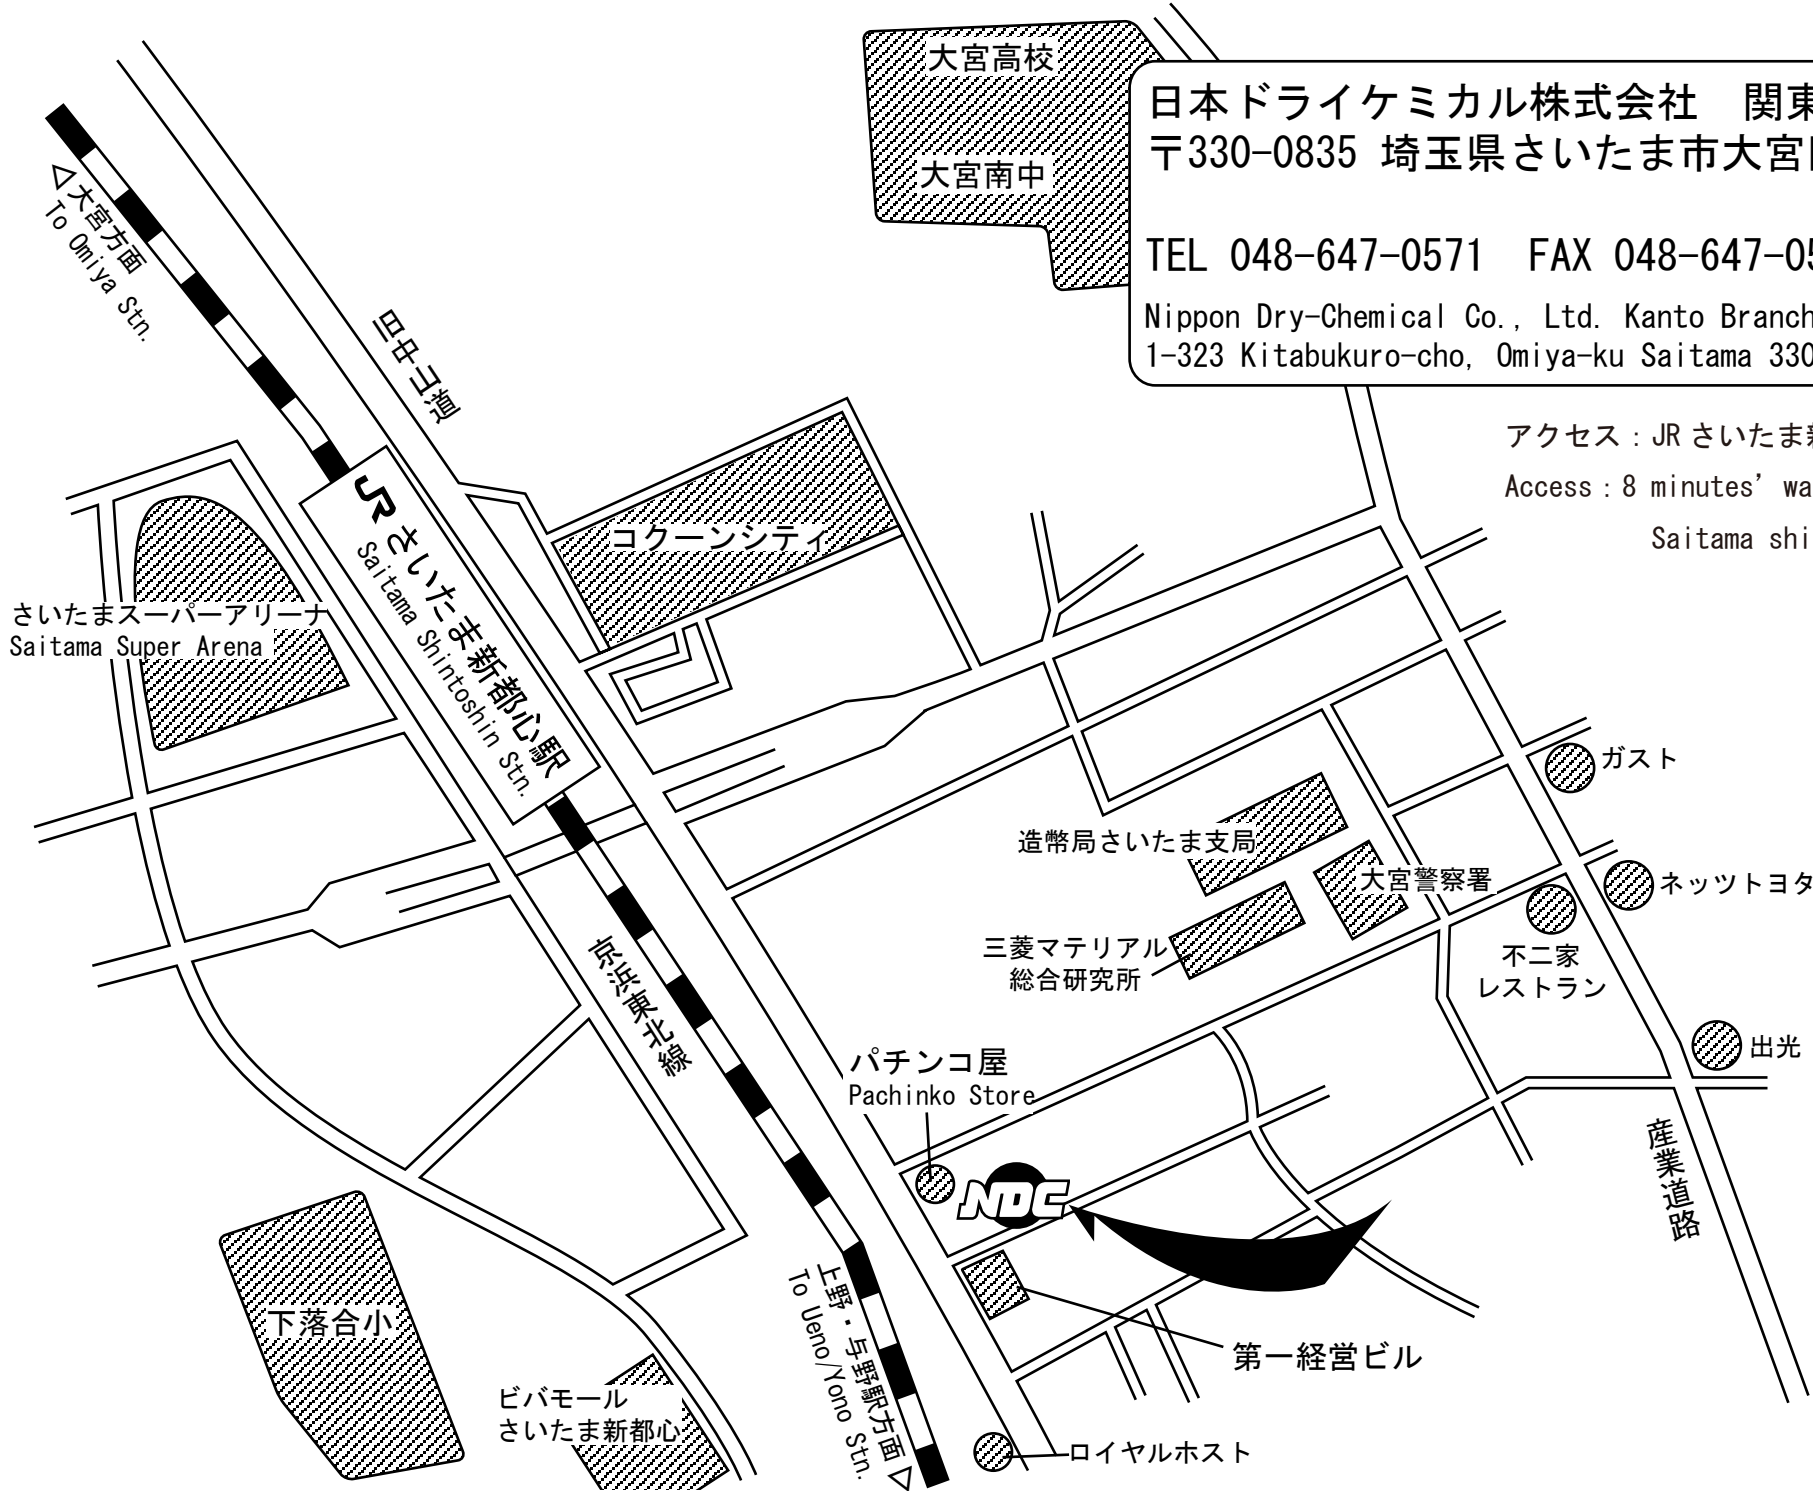 大宮高校
大宮南中
日本ドライケミカル株式会社　関東
〒330-0835 埼玉県さいたま市大宮
TEL 048-647-0571　FAX 048-647-05
Nippon Dry-Chemical Co., Ltd. Kanto Branch
1-323 Kitabukuro-cho, Omiya-ku Saitama 330
アクセス：JR さいたま新
Access：8 minutes’ wa
Saitama shi
△大宮方面
To Omiya Stn.
旧中山道
コクーンシティ
JR さいたま新都心駅
Saitama Shintoshin Stn.
さいたまスーパーアリーナ
Saitama Super Arena
ガスト
造幣局さいたま支局
大宮警察署
ネッツトヨタ
三菱マテリアル
総合研究所
不二家
レストラン
京浜東北線
出光
パチンコ屋
Pachinko Store
NDC
産業道路
下落合小
上野・与野駅方面▽
To Ueno/Yono Stn.
第一経営ビル
ビバモール
さいたま新都心
ロイヤルホスト